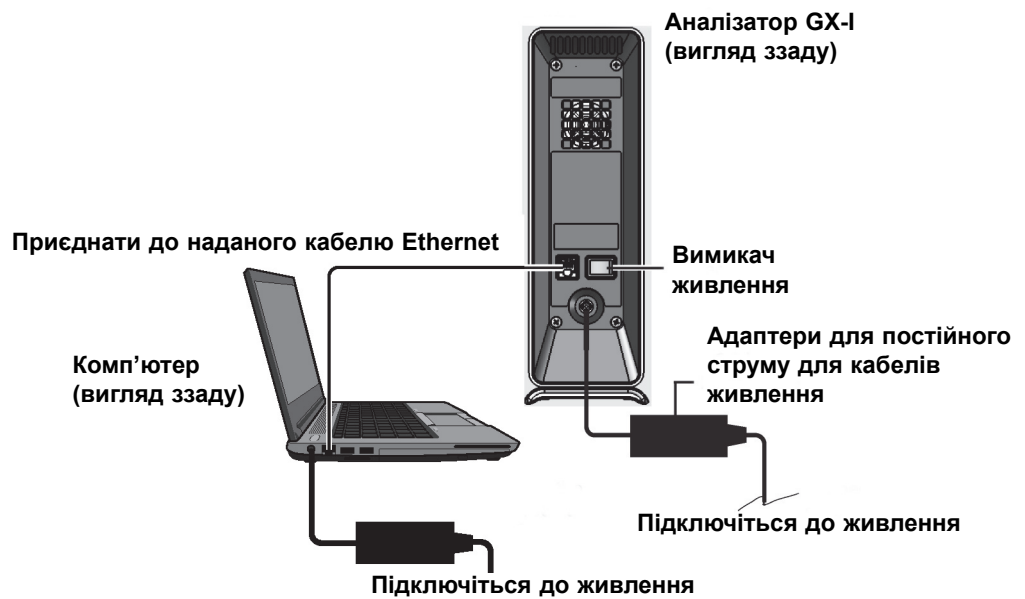 Аналізатор GX-I
(вигляд ззаду)
Приєднати до наданого кабелю Ethernet
Вимикач
живлення
Адаптери для постійного
струму для кабелів
живлення
Комп’ютер
(вигляд ззаду)
Підключіться до живлення
Підключіться до живлення